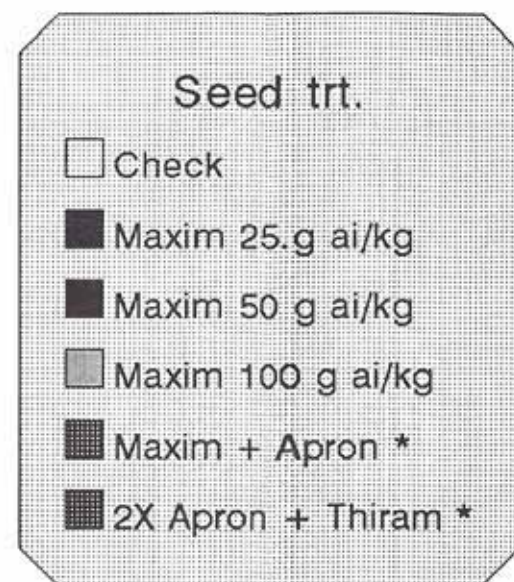 Seed trt.
Check
Maxim 25.g ai/kg
Maxim 50 g ai/kg
Maxim 100 g ai/kg
Maxim + Apron *
2X Apron + Thiram *